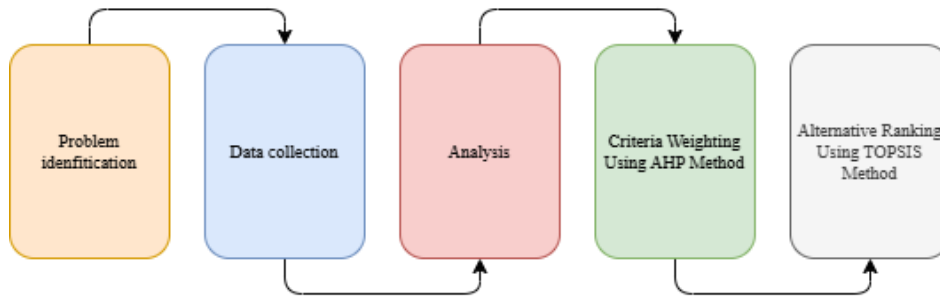 Problem
idenfitication
Data collection
Analysis
Criteria Weighting
Using AHP Method
Alternative Ranking
Using TOPSIS
Method